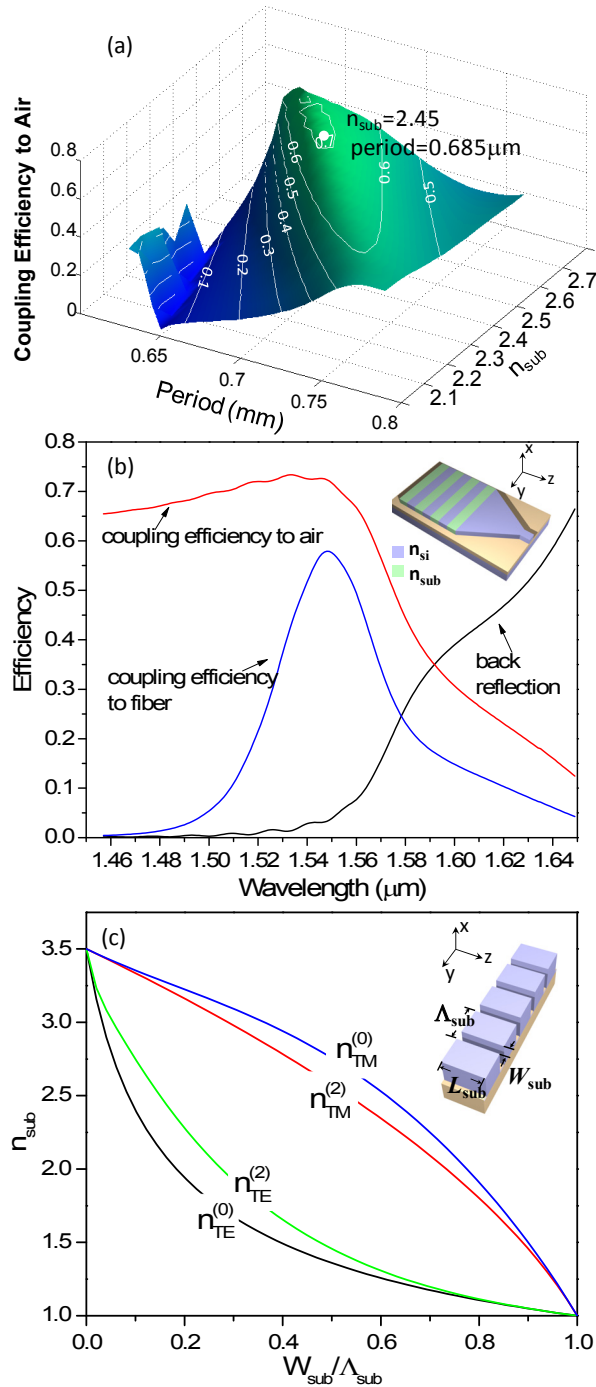 (a)
Coupling Efficiency to Air
0.8
0.6
0.4
0.2
0
n_sub=2.45
period=0.685μm
0.7
0.6
0.5
0.4
0.3
0.2
0.1
0.6
0.5
0.65
0.7
0.75
0.8
Period (mm)
2.1
2.2
2.3
2.4
2.5
2.6
2.7
n_sub
(b)
0.8
0.7
0.6
0.5
0.4
0.3
0.2
0.1
0.0
Efficiency
coupling efficiency to air
coupling efficiency
to fiber
back
reflection
x
y
z
n_si
n_sub
1.46 1.48 1.50 1.52 1.54 1.56 1.58 1.60 1.62 1.64
Wavelength (μm)
(c)
3.5
3.0
2.5
2.0
1.5
1.0
n_sub
n_TM^(0)
n_TM^(2)
n_TE^(2)
n_TE^(0)
x
y
z
Λ_sub
L_sub
W_sub
0.0 0.2 0.4 0.6 0.8 1.0
W_sub/Λ_sub